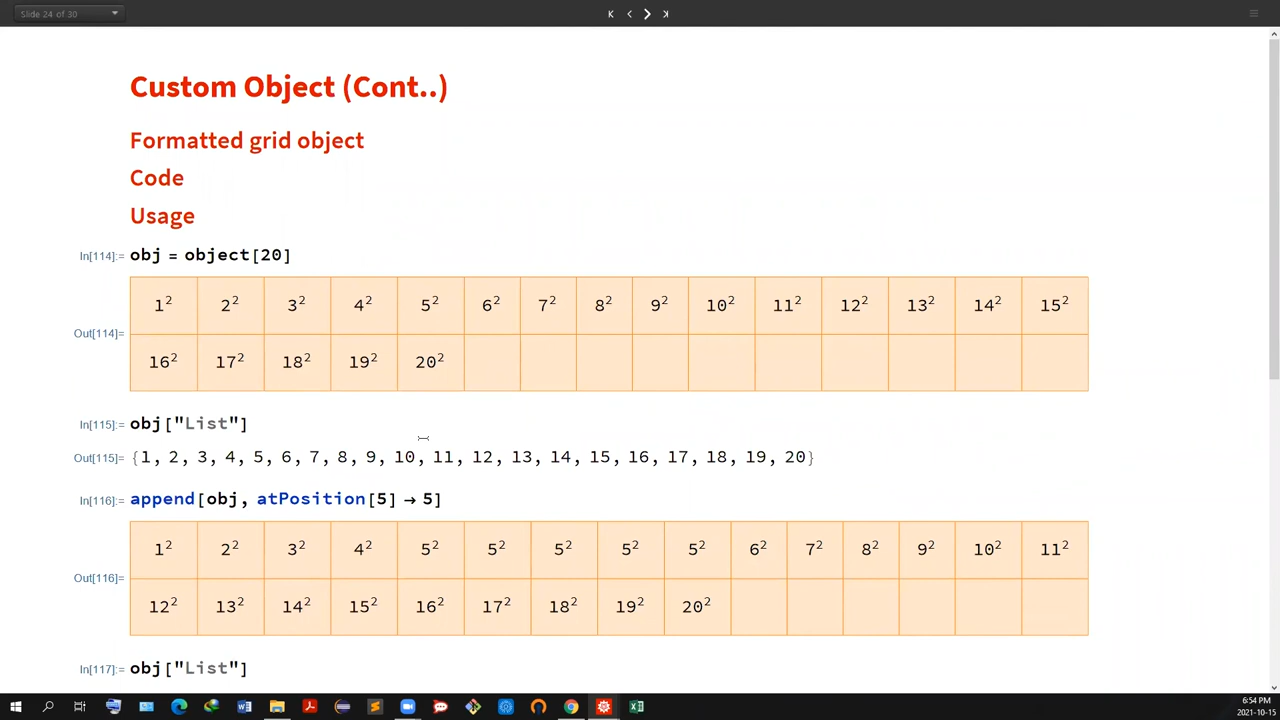 Slide 24 of 30
Custom Object (Cont..)
Formatted grid object
Code
Usage
In[114]:= obj = object[20]
1² 2² 3² 4² 5² 6² 7² 8² 9² 10² 11² 12² 13² 14² 15²
Out[114]=
16² 17² 18² 19² 20²
In[115]:= obj["List"]
Out[115]= {1, 2, 3, 4, 5, 6, 7, 8, 9, 10, 11, 12, 13, 14, 15, 16, 17, 18, 19, 20}
In[116]:= append[obj, atPosition[5] → 5]
1² 2² 3² 4² 5² 5² 5² 5² 5² 6² 7² 8² 9² 10² 11²
Out[116]=
12² 13² 14² 15² 16² 17² 18² 19² 20²
In[117]:= obj["List"]
6:54 PM
2021-10-15